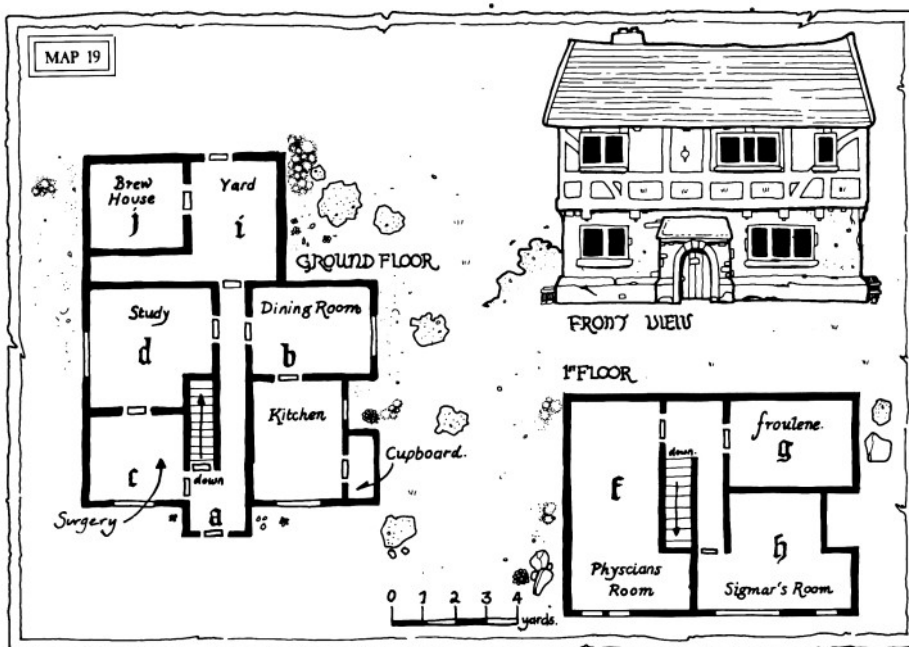 MAP 19
Brew
House
j
Yard
i
GROUND FLOOR
Study
d
Dining Room
b
Kitchen
Cupboard.
c
down
a
Surgery
FRONT VIEW
1st FLOOR
froulene.
g
down.
f
h
Physcians
Room
Sigmar's Room
0 1 2 3 4
yards.